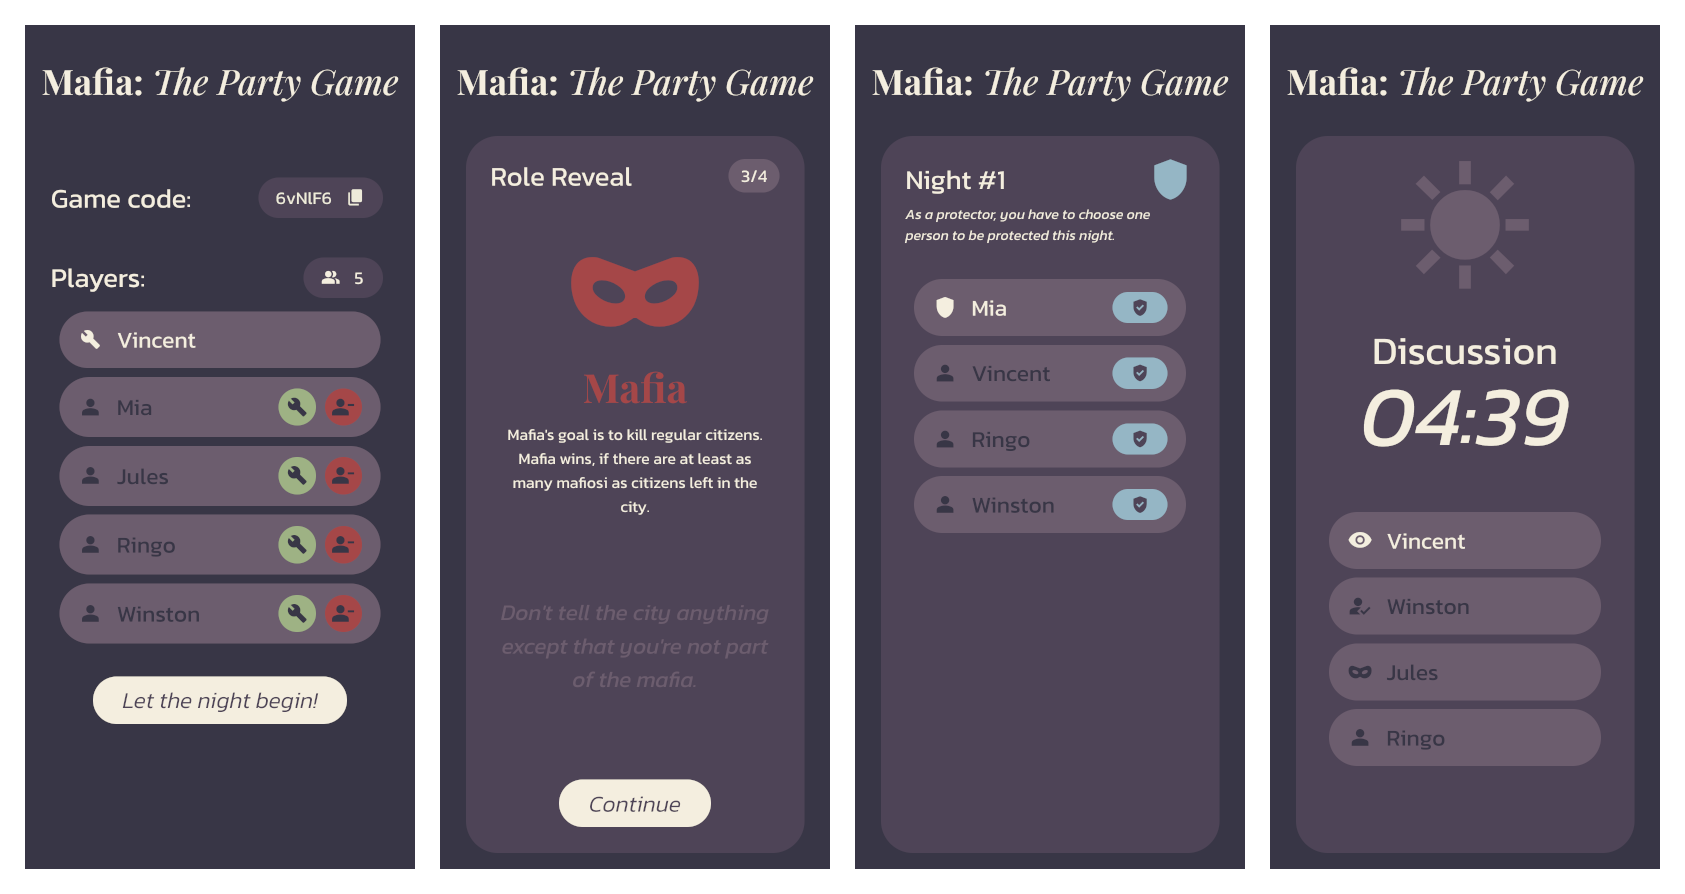 Mafia: The Party Game
Game code:
6vNlF6
Players:
5
Vincent
Mia
Jules
Ringo
Winston
Let the night begin!
Mafia: The Party Game
Role Reveal
3/4
Mafia
Mafia's goal is to kill regular citizens.
Mafia wins, if there are at least as
many mafiosi as citizens left in the
city.
Don't tell the city anything
except that you're not part
of the mafia.
Continue
Mafia: The Party Game
Night #1
As a protector, you have to choose one
person to be protected this night.
Mia
Vincent
Ringo
Winston
Mafia: The Party Game
Discussion
04:39
Vincent
Winston
Jules
Ringo